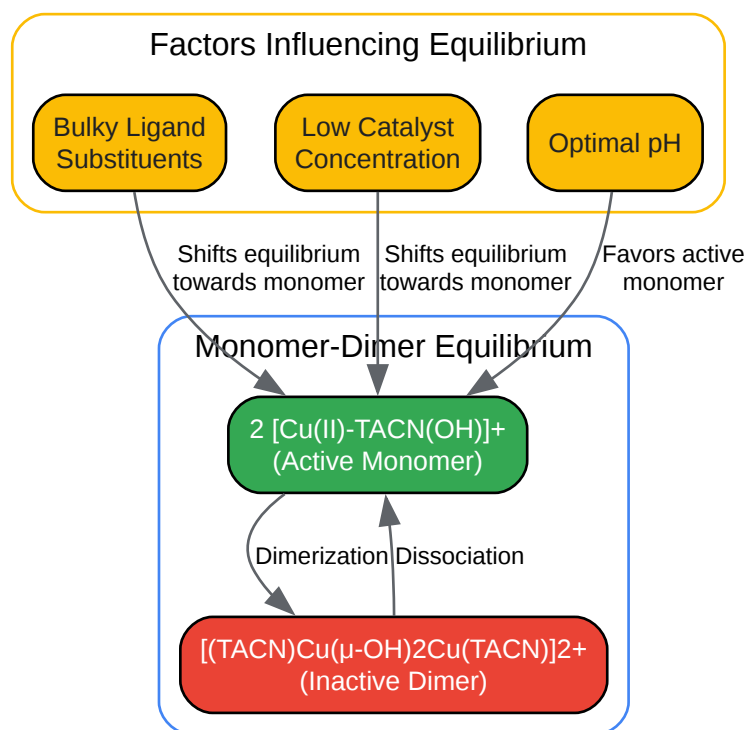 Factors Influencing Equilibrium
Bulky Ligand
Substituents
Low Catalyst
Concentration
Optimal pH
Shifts equilibrium
towards monomer
Shifts equilibrium
towards monomer
Favors active
monomer
Monomer-Dimer Equilibrium
2 [Cu(II)-TACN(OH)]+
(Active Monomer)
Dimerization
Dissociation
[(TACN)Cu(μ-OH)2Cu(TACN)]2+
(Inactive Dimer)